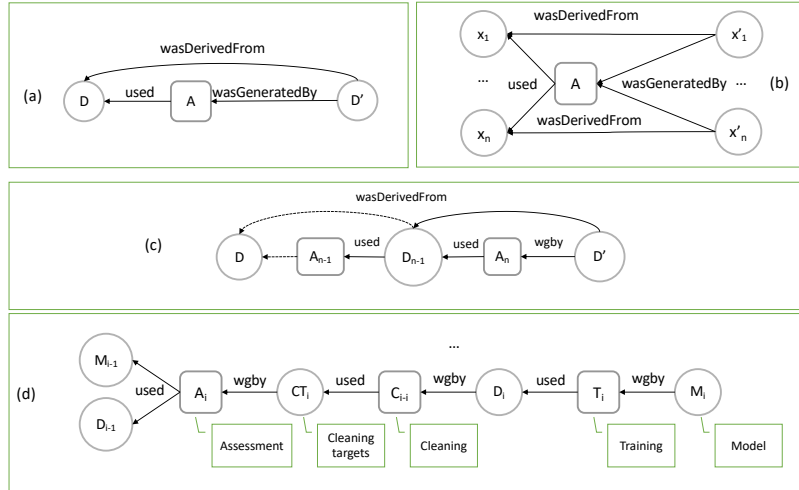 (a)
wasDerivedFrom
D
used
A
wasGeneratedBy
D'
(b)
x1
wasDerivedFrom
x'1
...
used
A
wasGeneratedBy
...
wasDerivedFrom
xn
x'n
(c)
wasDerivedFrom
D
An-1
used
Dn-1
used
An
wgby
D'
(d)
...
Mi-1
Di-1
used
Ai
wgby
CTi
used
Ci-i
wgby
Di
used
Ti
wgby
Mi
Assessment
Cleaning
targets
Cleaning
Training
Model